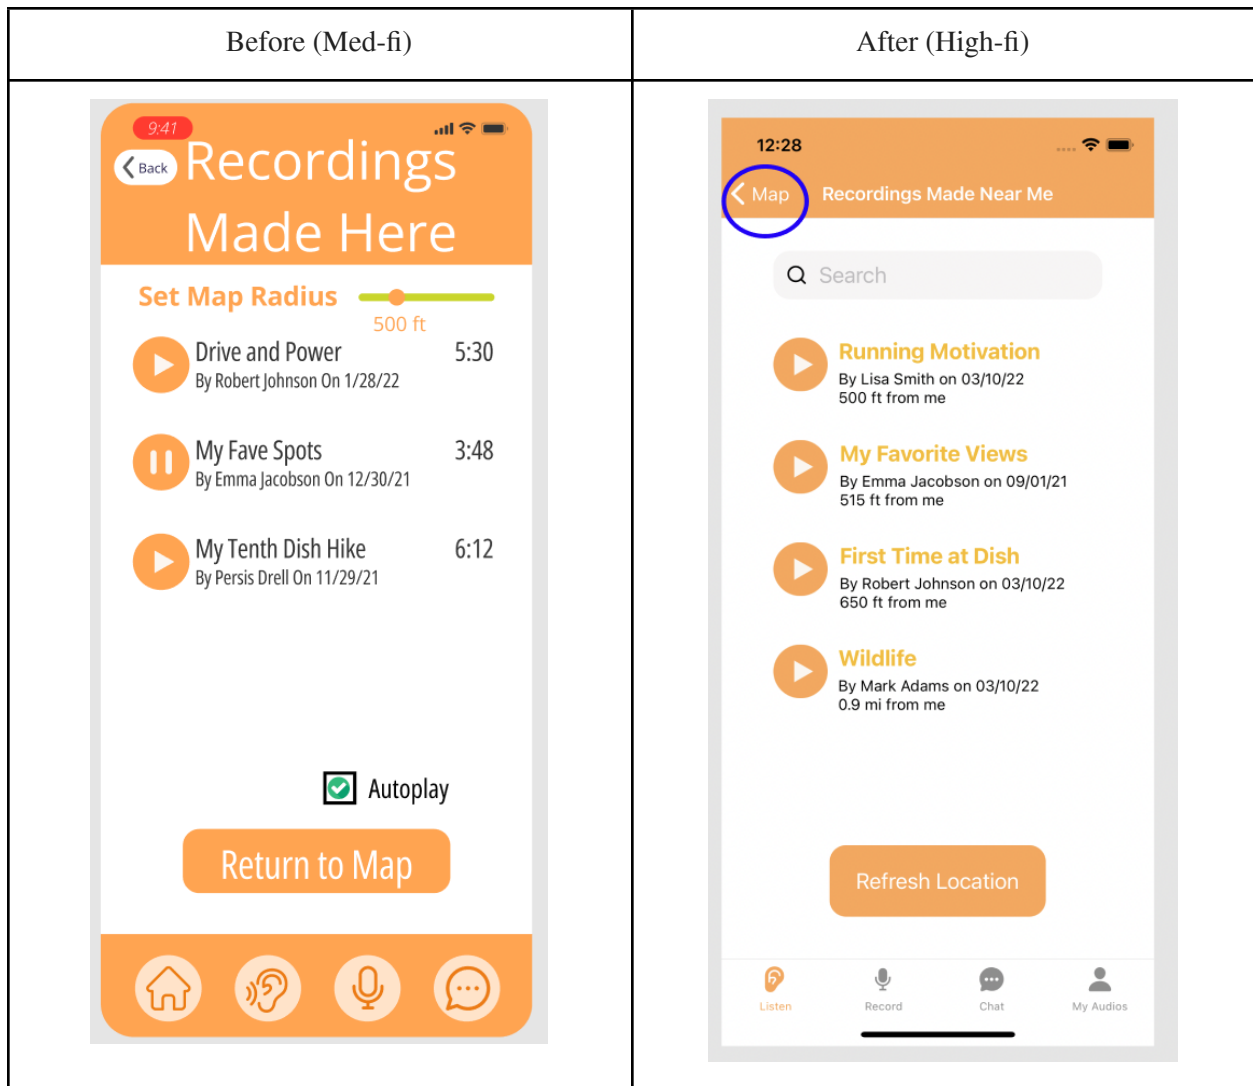 Before (Med-fi)
After (High-fi)
9:41
Back
Recordings
Made Here
Set Map Radius
500 ft
Drive and Power 5:30
By Robert Johnson On 1/28/22
My Fave Spots 3:48
By Emma Jacobson On 12/30/21
My Tenth Dish Hike 6:12
By Persis Drell On 11/29/21
Autoplay
Return to Map
12:28
Map Recordings Made Near Me
Search
Running Motivation
By Lisa Smith on 03/10/22
500 ft from me
My Favorite Views
By Emma Jacobson on 09/01/21
515 ft from me
First Time at Dish
By Robert Johnson on 03/10/22
650 ft from me
Wildlife
By Mark Adams on 03/10/22
0.9 mi from me
Refresh Location
Listen Record Chat My Audios